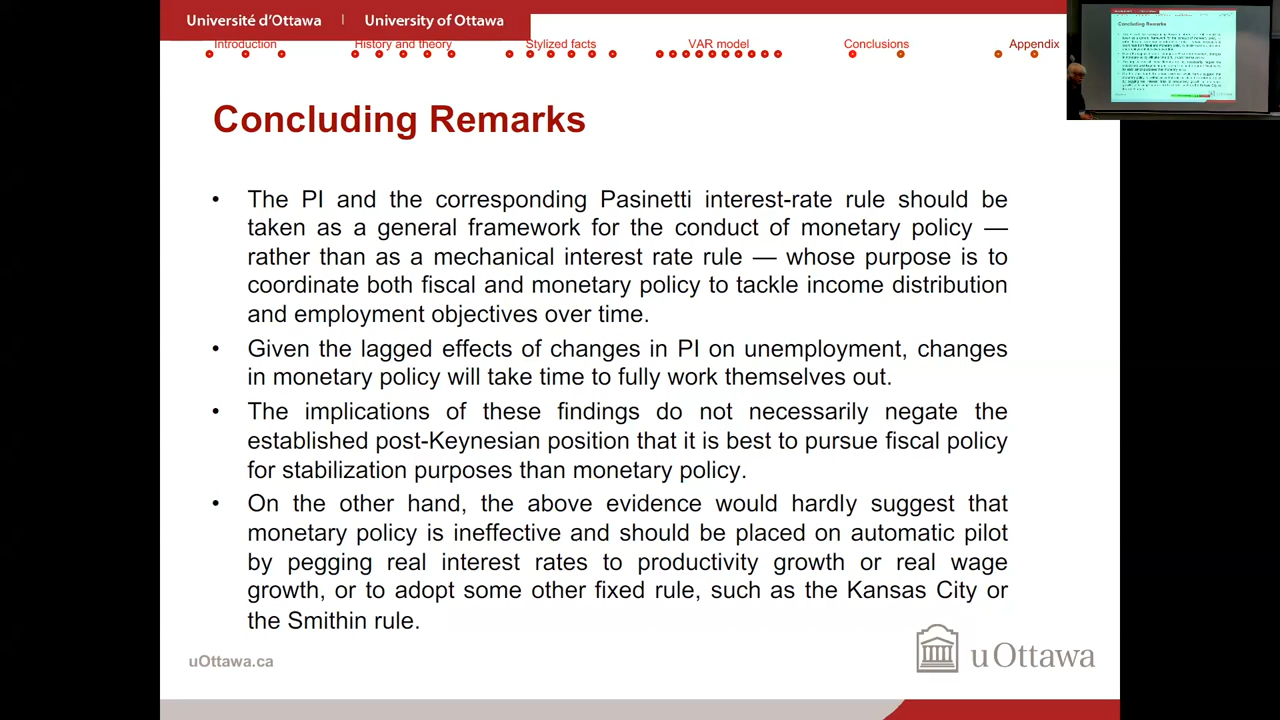 Université d'Ottawa | University of Ottawa
Introduction History and theory Stylized facts VAR model Conclusions Appendix
Concluding Remarks
• The PI and the corresponding Pasinetti interest-rate rule should be
taken as a general framework for the conduct of monetary policy —
rather than as a mechanical interest rate rule — whose purpose is to
coordinate both fiscal and monetary policy to tackle income distribution
and employment objectives over time.
• Given the lagged effects of changes in PI on unemployment, changes
in monetary policy will take time to fully work themselves out.
• The implications of these findings do not necessarily negate the
established post-Keynesian position that it is best to pursue fiscal policy
for stabilization purposes than monetary policy.
• On the other hand, the above evidence would hardly suggest that
monetary policy is ineffective and should be placed on automatic pilot
by pegging real interest rates to productivity growth or real wage
growth, or to adopt some other fixed rule, such as the Kansas City or
the Smithin rule.
uOttawa.ca
uOttawa
Concluding Remarks